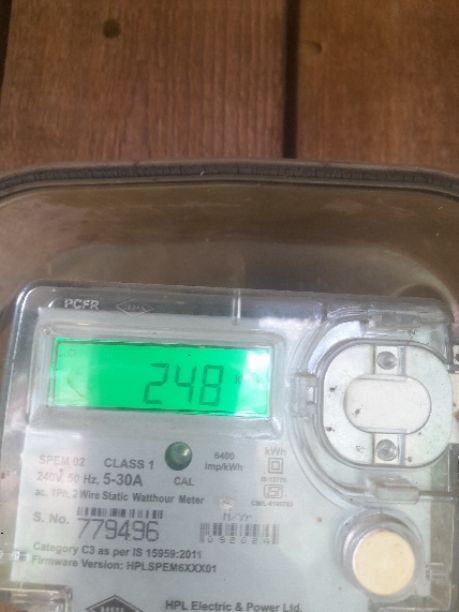 PCFR
248
SPEM 02 CLASS 1 6400 imp/kWh kWh
240V, 50 Hz, 5-30A CAL
ac, 1Ph, 2 Wire Static Watthour Meter
S. No. 779496
Category C3 as per IS 15959:2011
Firmware Version: HPLSPEM6XXX01
HPL Electric & Power Ltd.